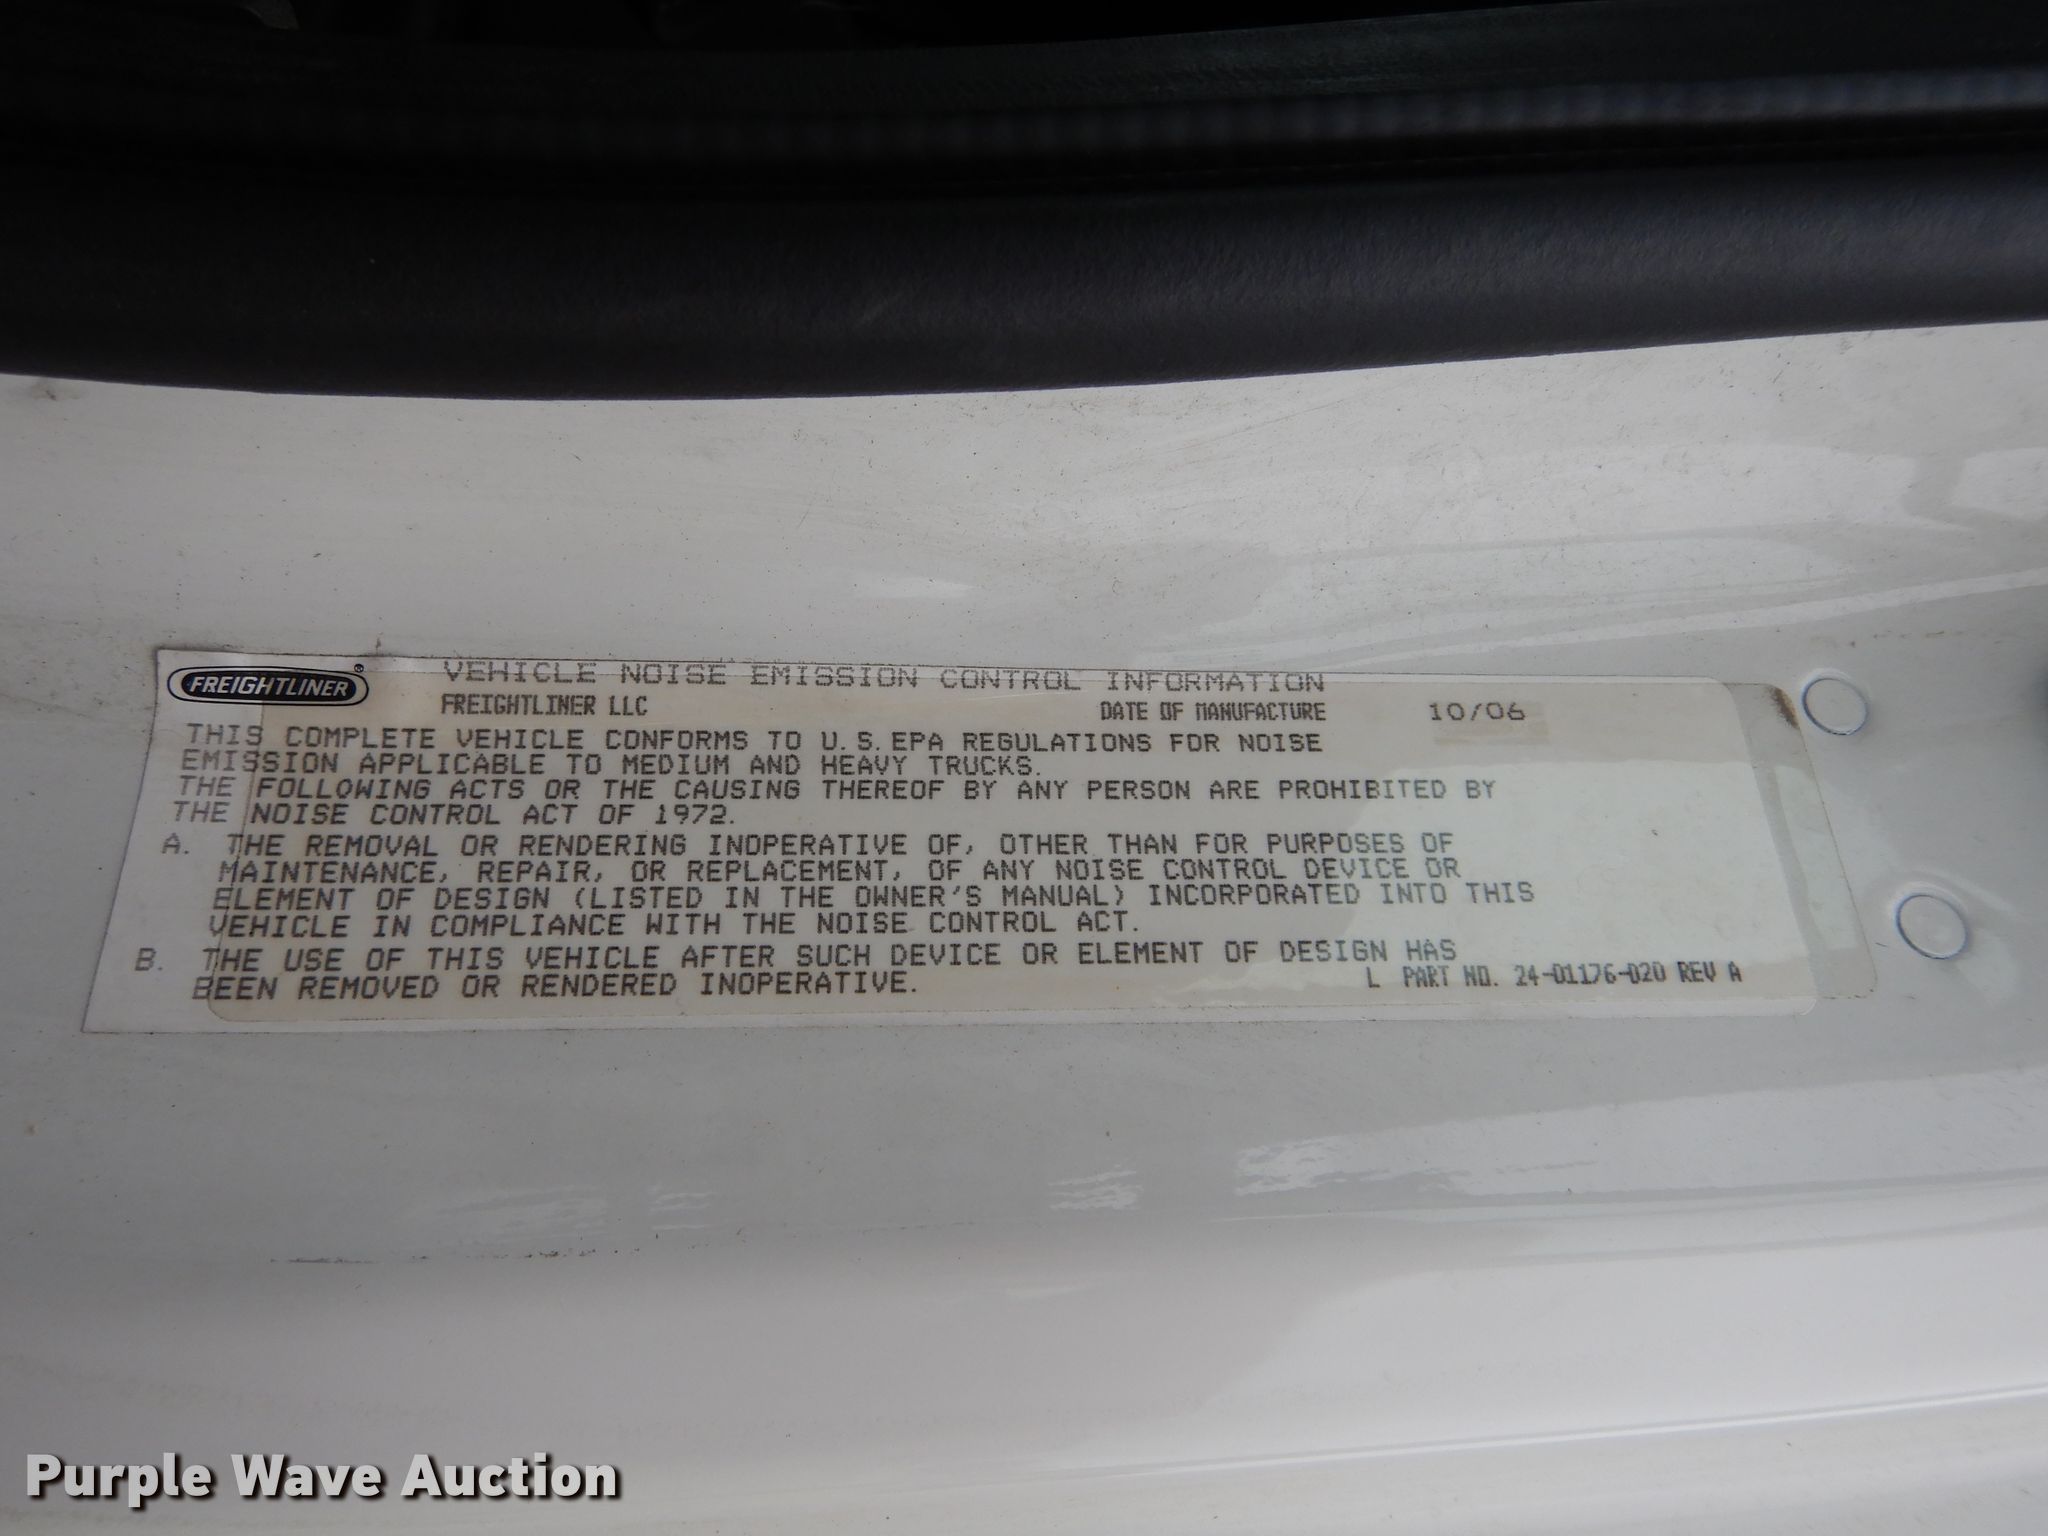 FREIGHTLINER®
VEHICLE NOISE EMISSION CONTROL INFORMATION
FREIGHTLINER LLC DATE OF MANUFACTURE 10/06
THIS COMPLETE VEHICLE CONFORMS TO U.S.EPA REGULATIONS FOR NOISE
EMISSION APPLICABLE TO MEDIUM AND HEAVY TRUCKS.
THE FOLLOWING ACTS OR THE CAUSING THEREOF BY ANY PERSON ARE PROHIBITED BY
THE NOISE CONTROL ACT OF 1972.
A. THE REMOVAL OR RENDERING INOPERATIVE OF, OTHER THAN FOR PURPOSES OF
MAINTENANCE, REPAIR, OR REPLACEMENT, OF ANY NOISE CONTROL DEVICE OR
ELEMENT OF DESIGN (LISTED IN THE OWNER'S MANUAL) INCORPORATED INTO THIS
VEHICLE IN COMPLIANCE WITH THE NOISE CONTROL ACT.
B. THE USE OF THIS VEHICLE AFTER SUCH DEVICE OR ELEMENT OF DESIGN HAS
BEEN REMOVED OR RENDERED INOPERATIVE.
L PART NO. 24-01176-020 REV A
Purple Wave Auction